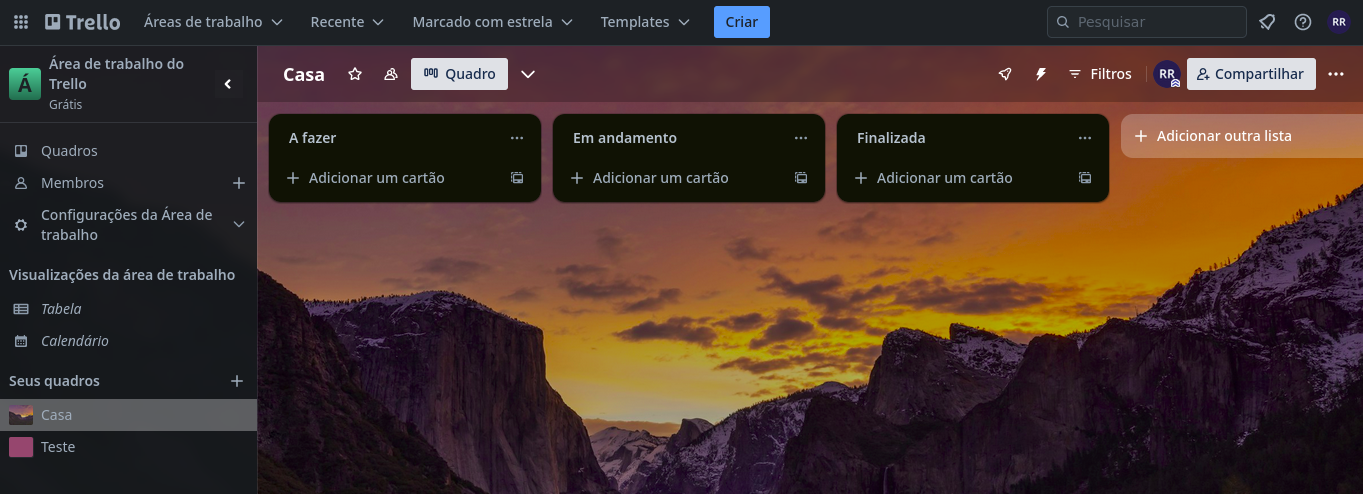 Trello Áreas de trabalho Recente Marcado com estrela Templates Criar Pesquisar RR
Á Área de trabalho do
Trello
Grátis
Quadros
Membros
Configurações da Área de
trabalho
Visualizações da área de trabalho
Tabela
Calendário
Seus quadros
Casa
Teste
Casa Quadro Filtros RR Compartilhar
A fazer Em andamento Finalizada Adicionar outra lista
Adicionar um cartão Adicionar um cartão Adicionar um cartão